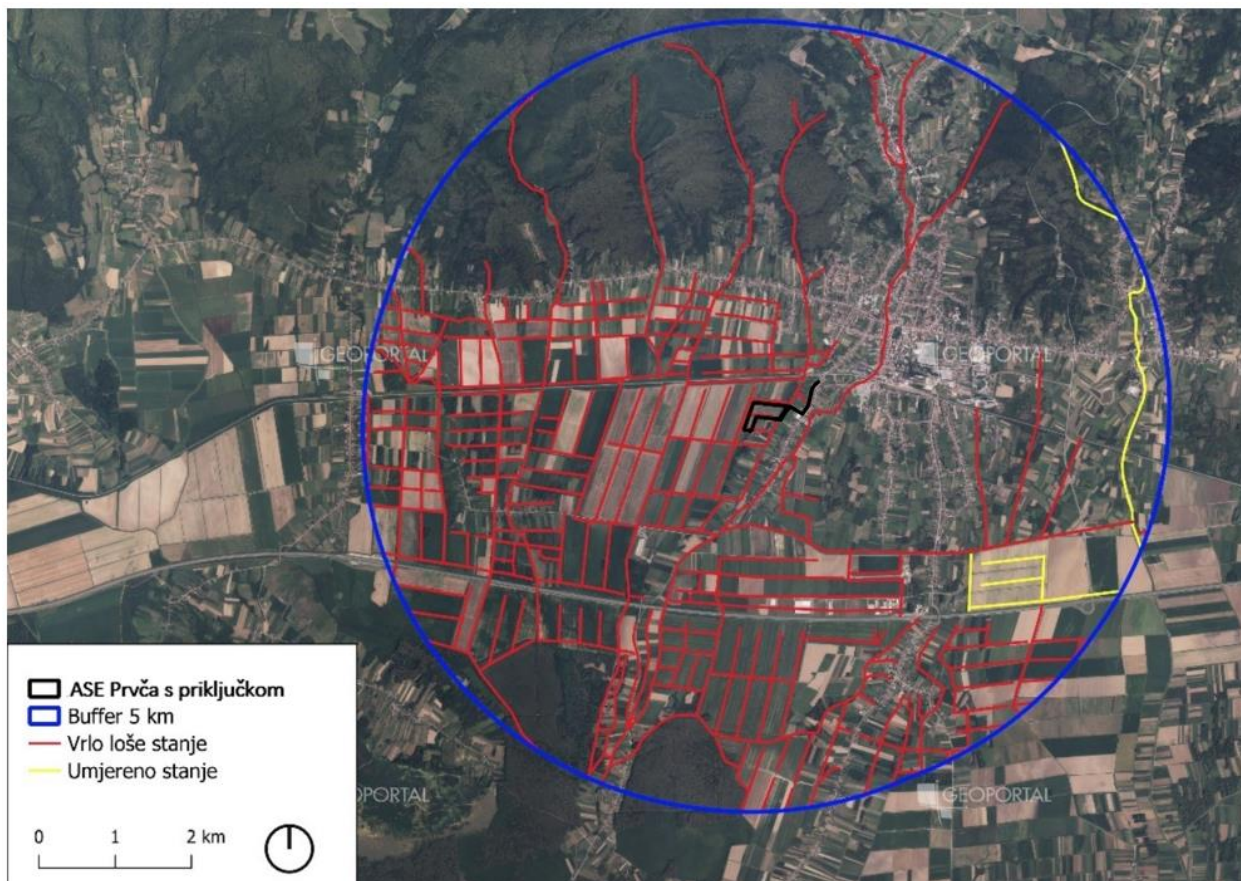 GEOPORTAL
GEOPORTAL
GEOPORTAL
GEOPORTAL
ASE Prvča s priključkom
Buffer 5 km
Vrlo loše stanje
Umjereno stanje
0 1 2 km